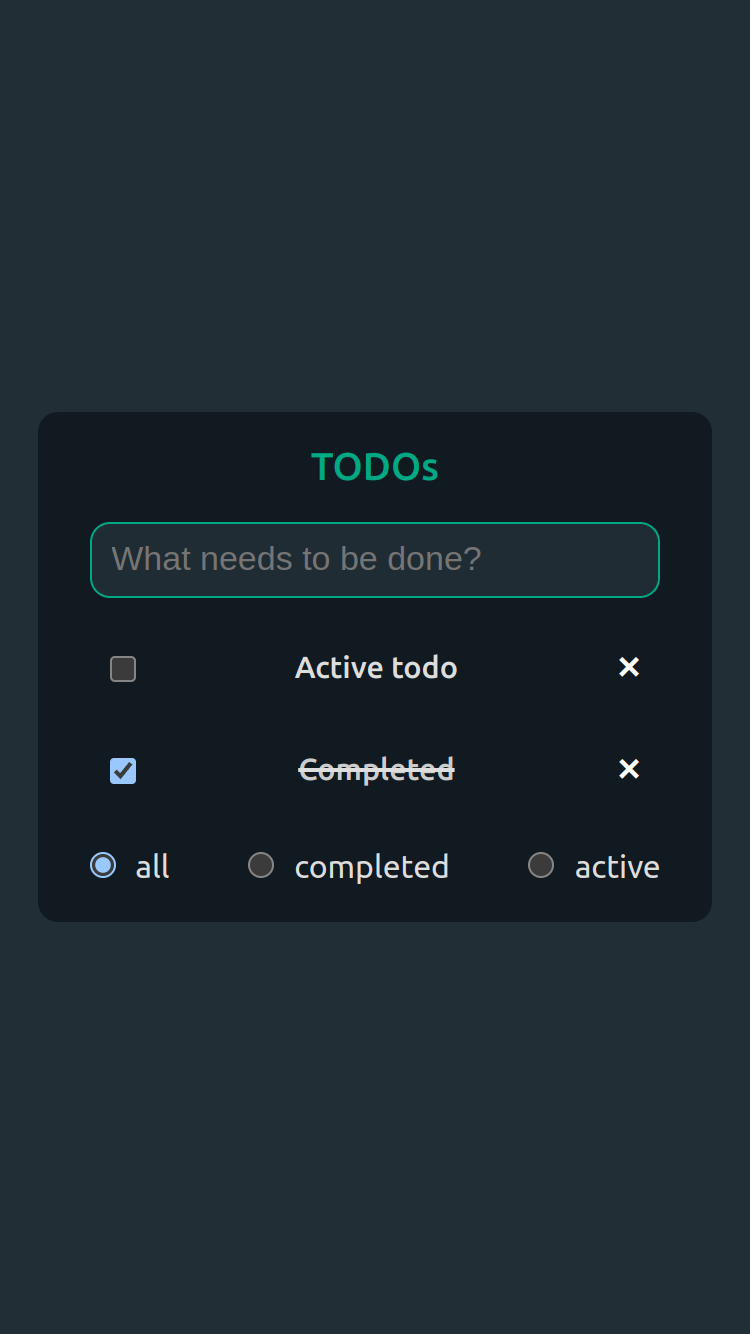 TODOs
What needs to be done?
Active todo ✕
Completed ✕
all completed active